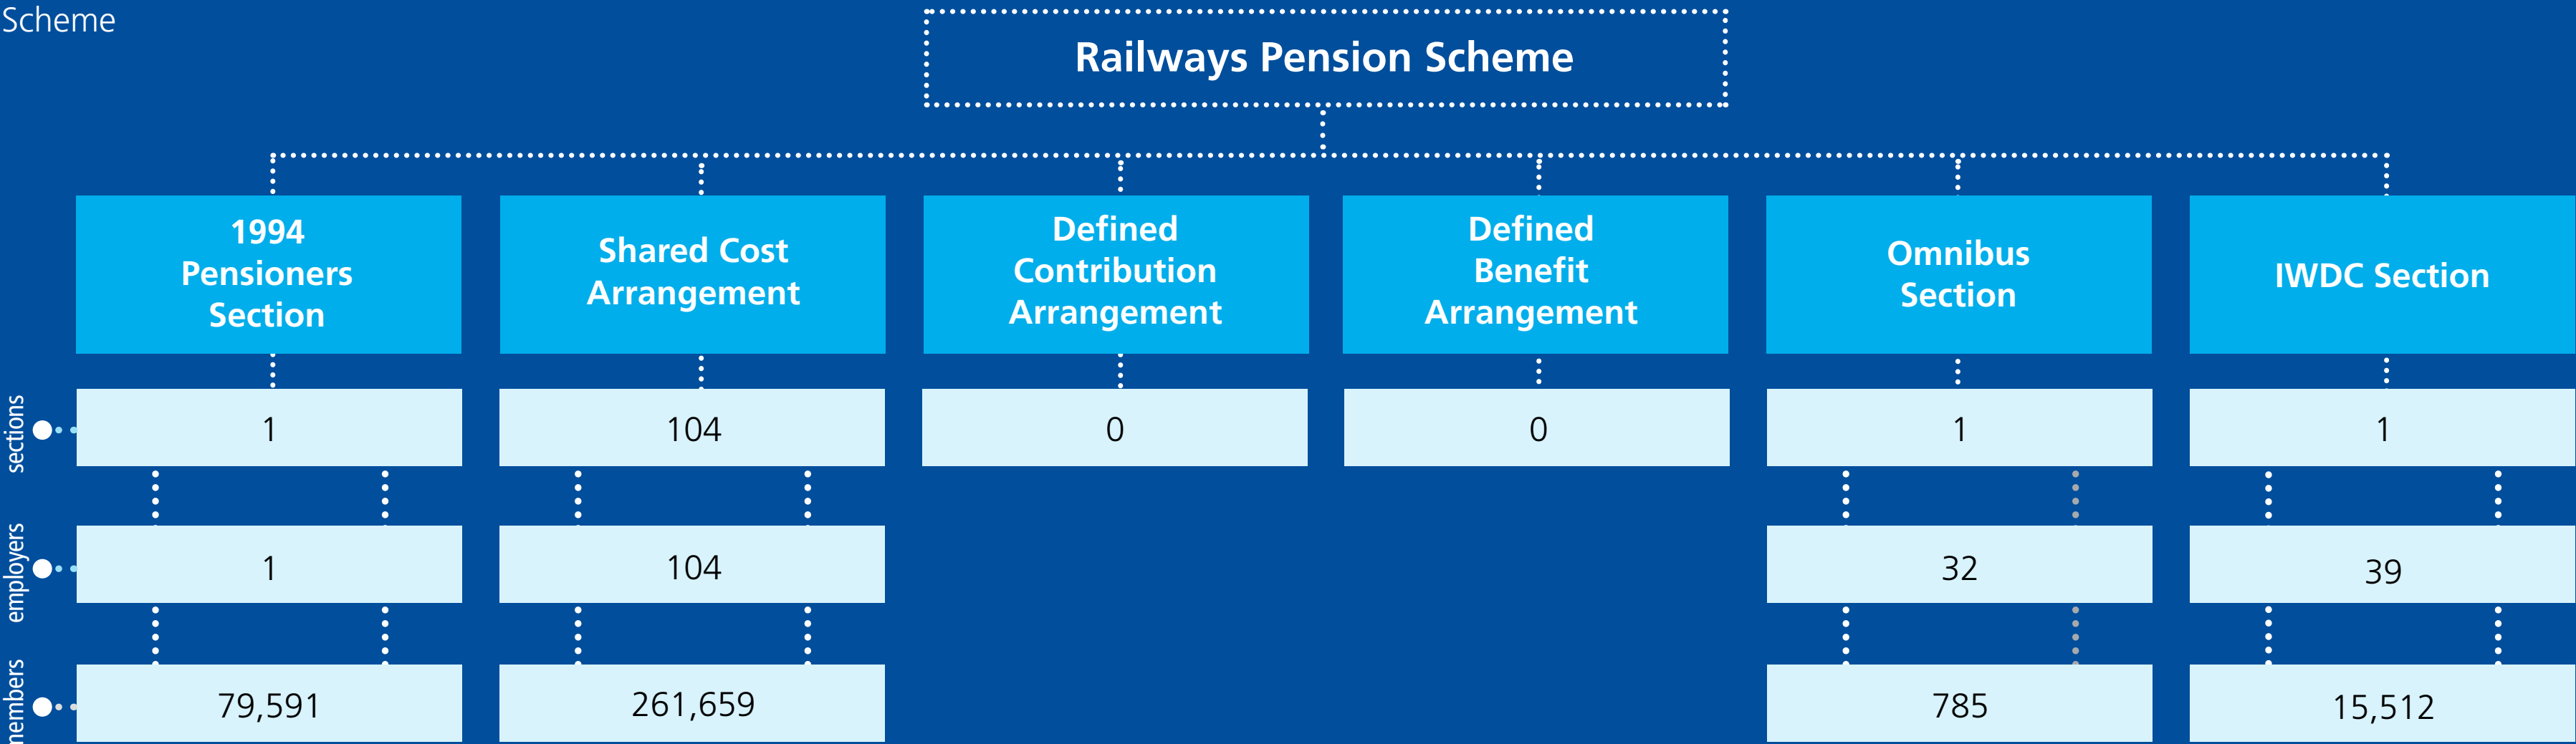 Scheme
Railways Pension Scheme
1994
Pensioners
Section
Shared Cost
Arrangement
Defined
Contribution
Arrangement
Defined
Benefit
Arrangement
Omnibus
Section
IWDC Section
sections
1
104
0
0
1
1
employers
1
104
32
39
79,591
261,659
785
15,512